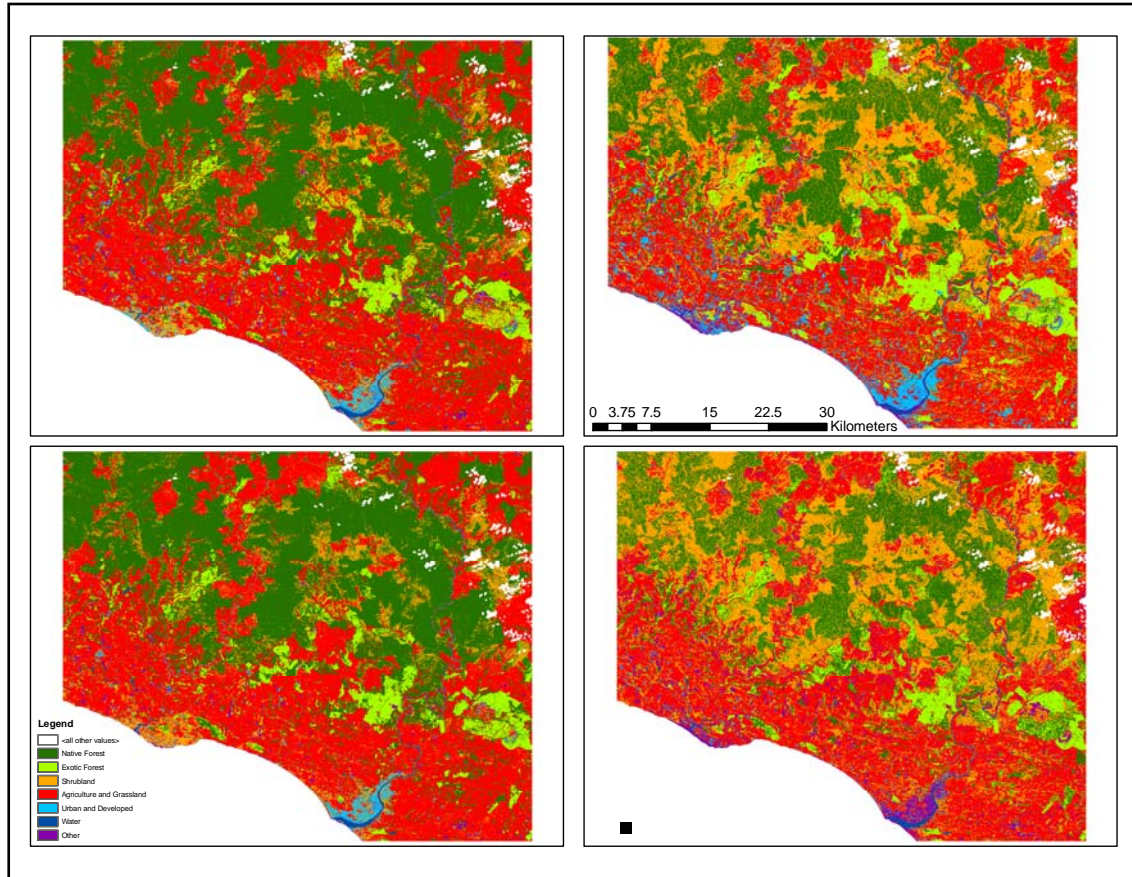 0 3.75 7.5 15 22.5 30
Kilometers
Legend
<all other values>
Native Forest
Exotic Forest
Shrubland
Agriculture and Grassland
Urban and Developed
Water
Other